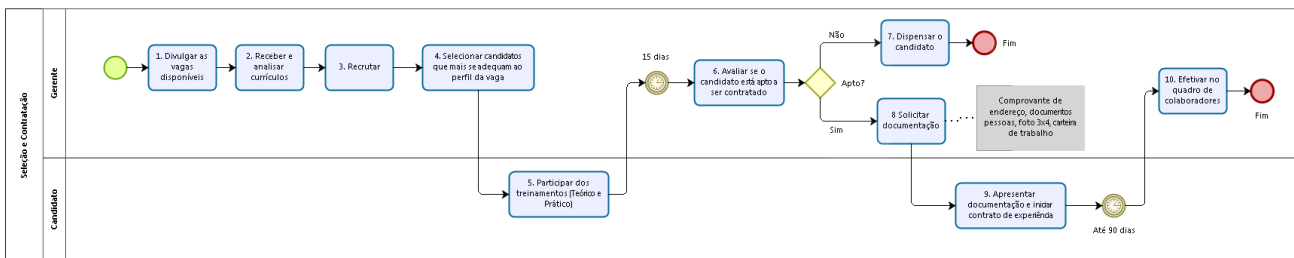 Seleção e Contratação
Gerente
1. Divulgar as
vagas
disponíveis
2. Receber e
analisar
currículos
3. Recrutar
4. Selecionar candidatos
que mais se adequam ao
perfil da vaga
15 dias
6. Avaliar se o
candidato está apto a
ser contratado
Apto?
Não
7. Dispensar o
candidato
Fim
Sim
8 Solicitar
documentação
Comprovante de
endereço, documentos
pessoas, foto 3x4, carteira
de trabalho
10. Efetivar no
quadro de
colaboradores
Fim
Candidato
5. Participar dos
treinamentos (Teórico e
Prático)
9. Apresentar
documentação e iniciar
contrato de experiência
Até 90 dias